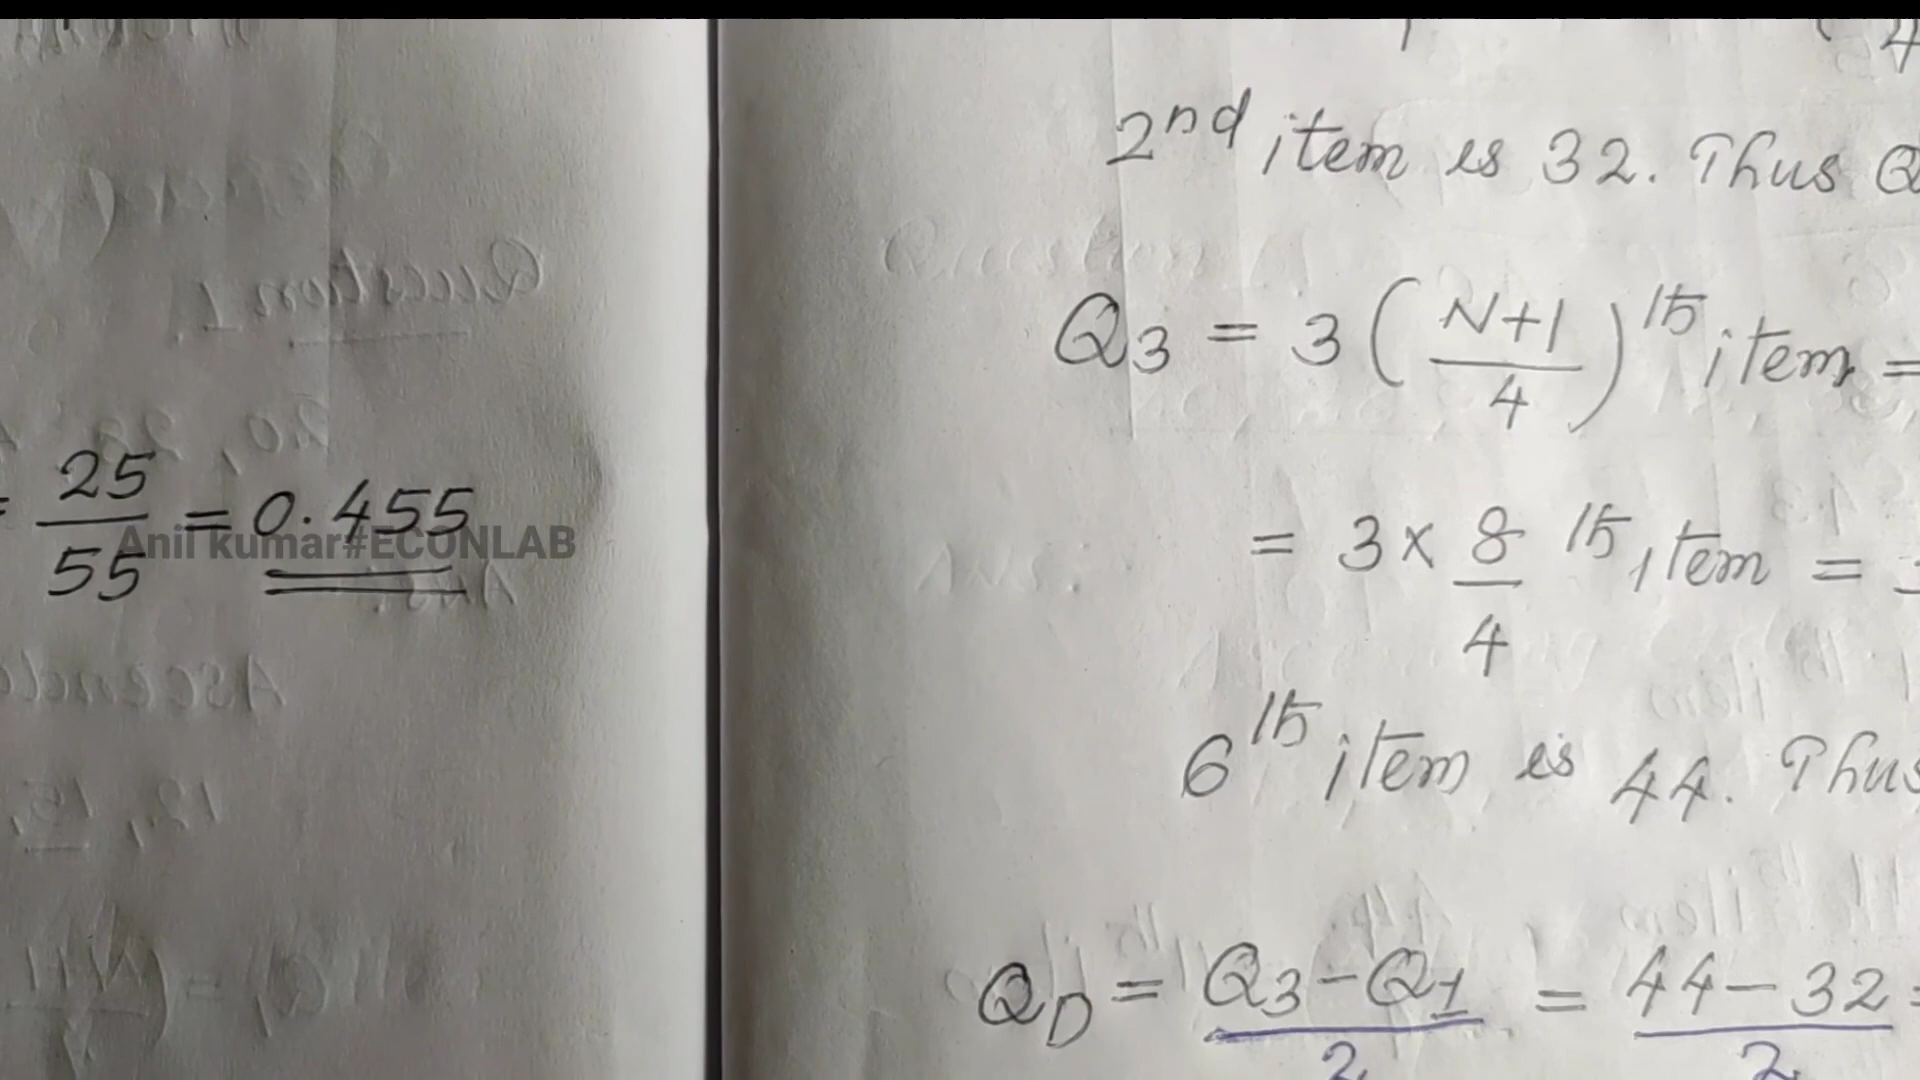 = 25/55 = 0.455
Anil kumar#ECONLAB
2nd item is 32. Thus Q
Q3 = 3 (N+1/4)th item =
= 3 × 8/4 th item =
6th item is 44. Thus
QD = Q3-Q1/2 = 44-32/2 =